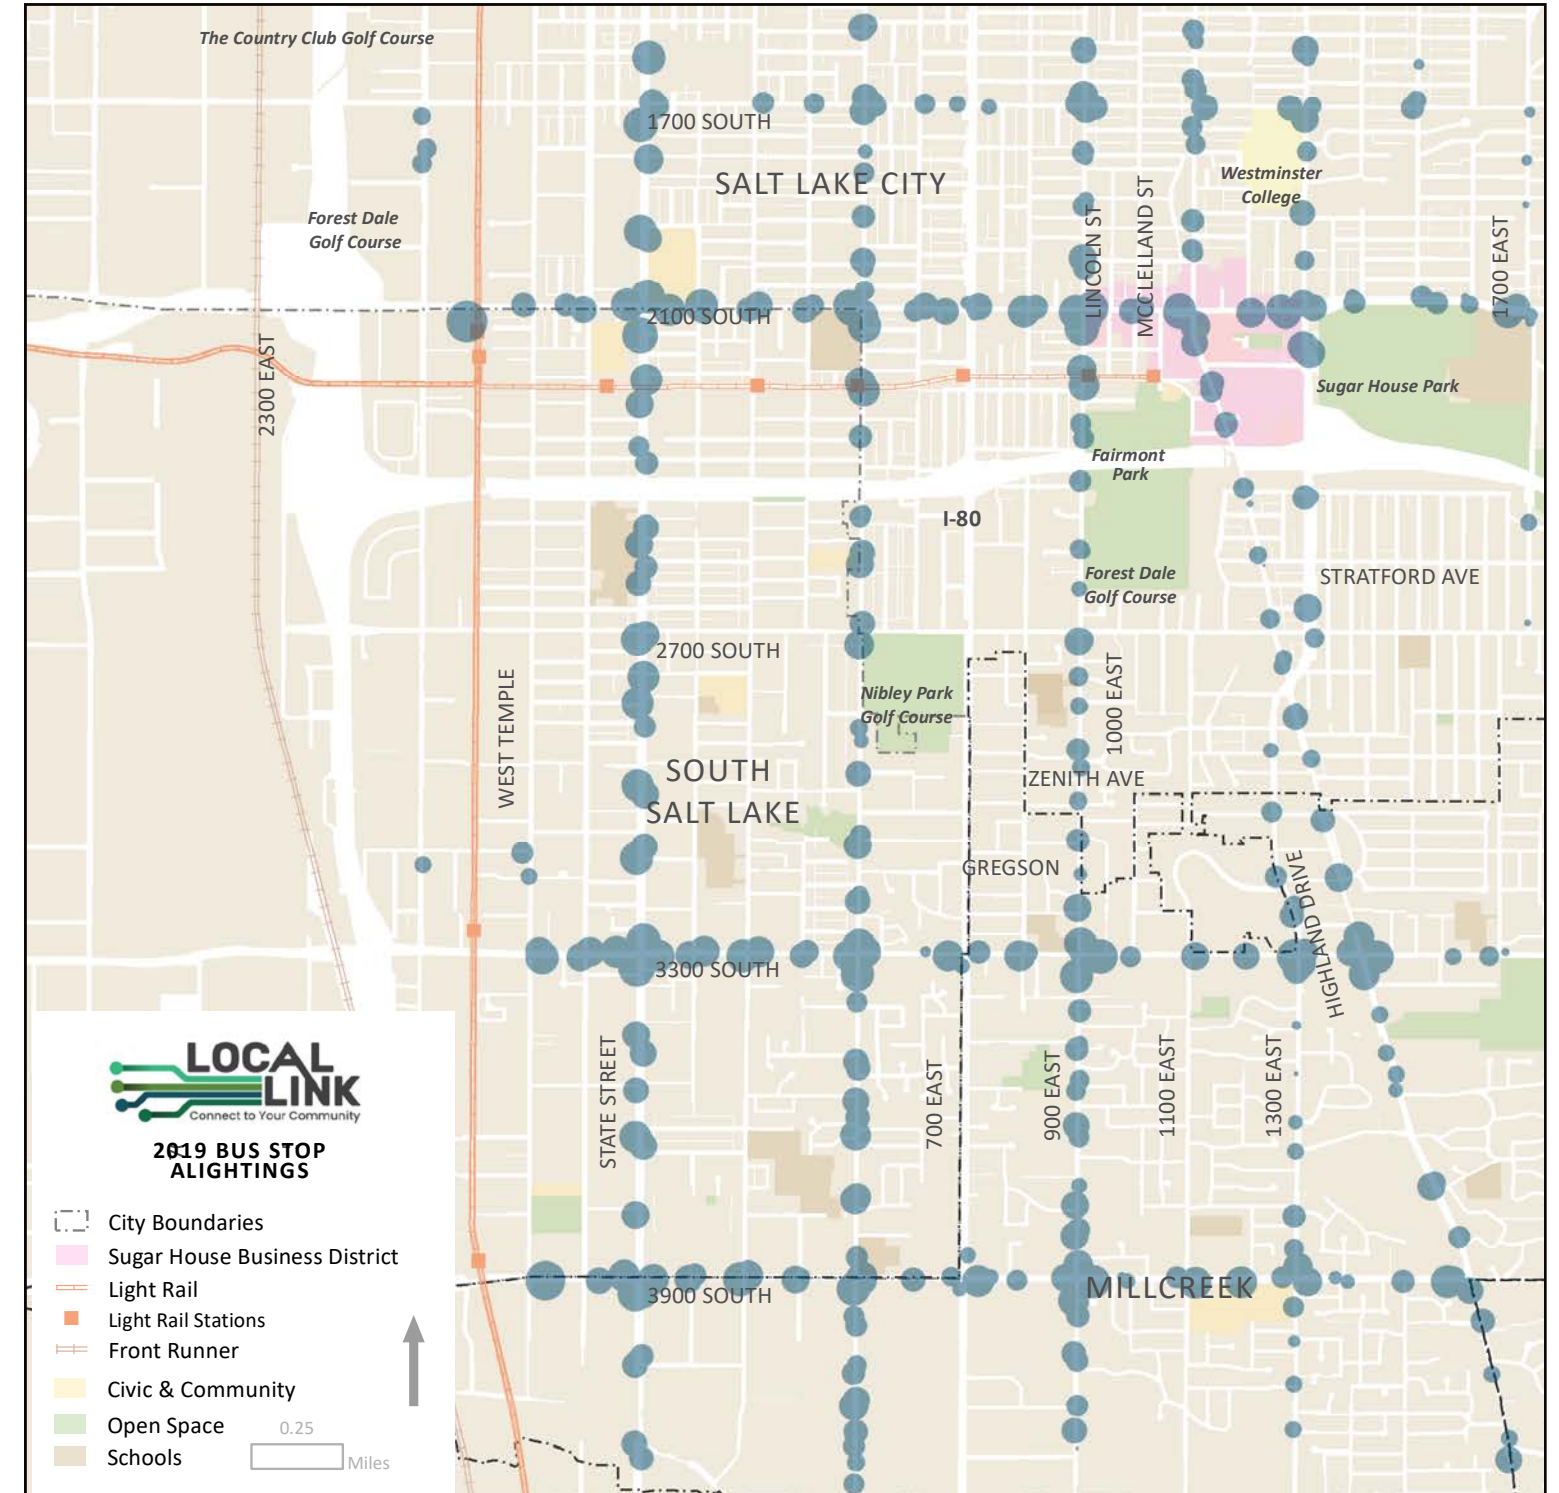 The Country Club Golf Course
1700 SOUTH
SALT LAKE CITY
Westminster
College
Forest Dale
Golf Course
LINCOLN ST
MCCLELLAND ST
1700 EAST
2100 SOUTH
2300 EAST
Sugar House Park
Fairmont
Park
I-80
Forest Dale
Golf Course
STRATFORD AVE
2700 SOUTH
WEST TEMPLE
Nibley Park
Golf Course
1000 EAST
SOUTH
SALT LAKE
ZENITH AVE
GREGSON
HIGHLAND DRIVE
3300 SOUTH
STATE STREET
700 EAST
900 EAST
1100 EAST
1300 EAST
3900 SOUTH
MILLCREEK
LOCAL
LINK
Connect to Your Community
2019 BUS STOP
ALIGHTINGS
City Boundaries
Sugar House Business District
Light Rail
Light Rail Stations
Front Runner
Civic & Community
Open Space
Schools
0.25
Miles